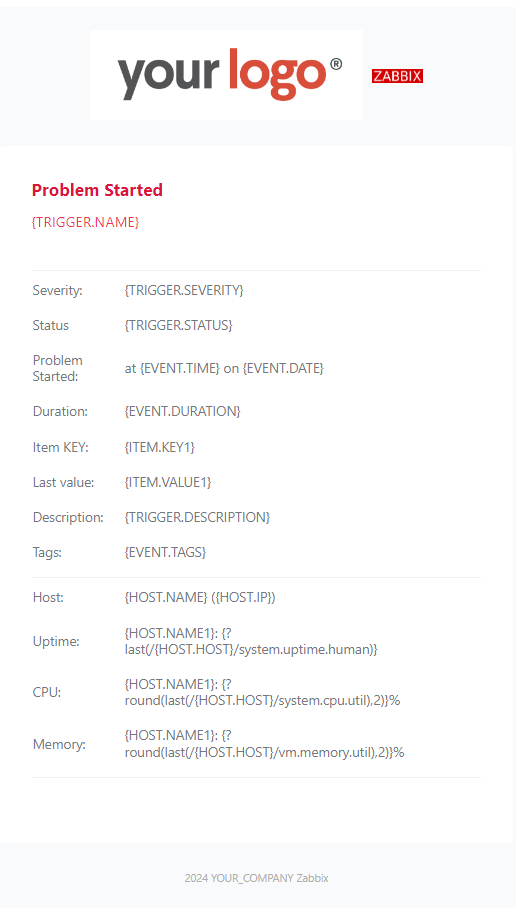 your logo®
ZABBIX
Problem Started
{TRIGGER.NAME}
Severity: {TRIGGER.SEVERITY}
Status {TRIGGER.STATUS}
Problem
Started: at {EVENT.TIME} on {EVENT.DATE}
Duration: {EVENT.DURATION}
Item KEY: {ITEM.KEY1}
Last value: {ITEM.VALUE1}
Description: {TRIGGER.DESCRIPTION}
Tags: {EVENT.TAGS}
Host: {HOST.NAME} ({HOST.IP})
Uptime: {HOST.NAME1}: {?
last(/{HOST.HOST}/system.uptime.human)}
CPU: {HOST.NAME1}: {?
round(last(/{HOST.HOST}/system.cpu.util),2)}%
Memory: {HOST.NAME1}: {?
round(last(/{HOST.HOST}/vm.memory.util),2)}%
2024 YOUR_COMPANY Zabbix